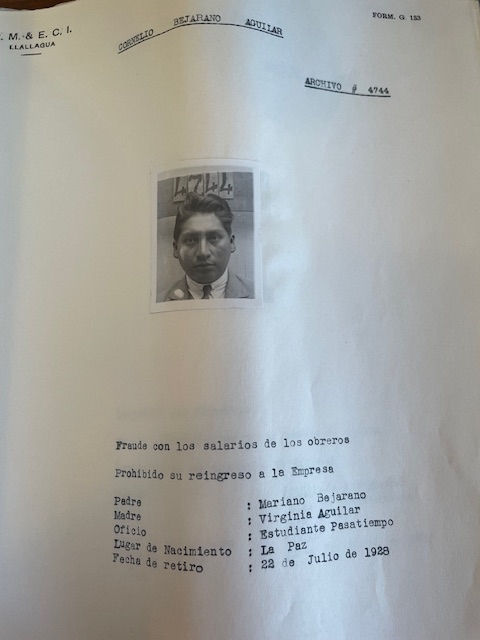 . M. & E. C. I.
LLALLAGUA
FORM. G. 133
CORNELIO BEJARANO AGUILAR
ARCHIVO # 4744
4744
Fraude con los salarios de los obreros
Prohibido su reingreso a la Empresa
Padre : Mariano Bejarano
Madre : Virginia Aguilar
Oficio : Estudiante Pasatiempo
Lugar de Nacimiento : La Paz
Fecha de retiro : 22 de Julio de 1928